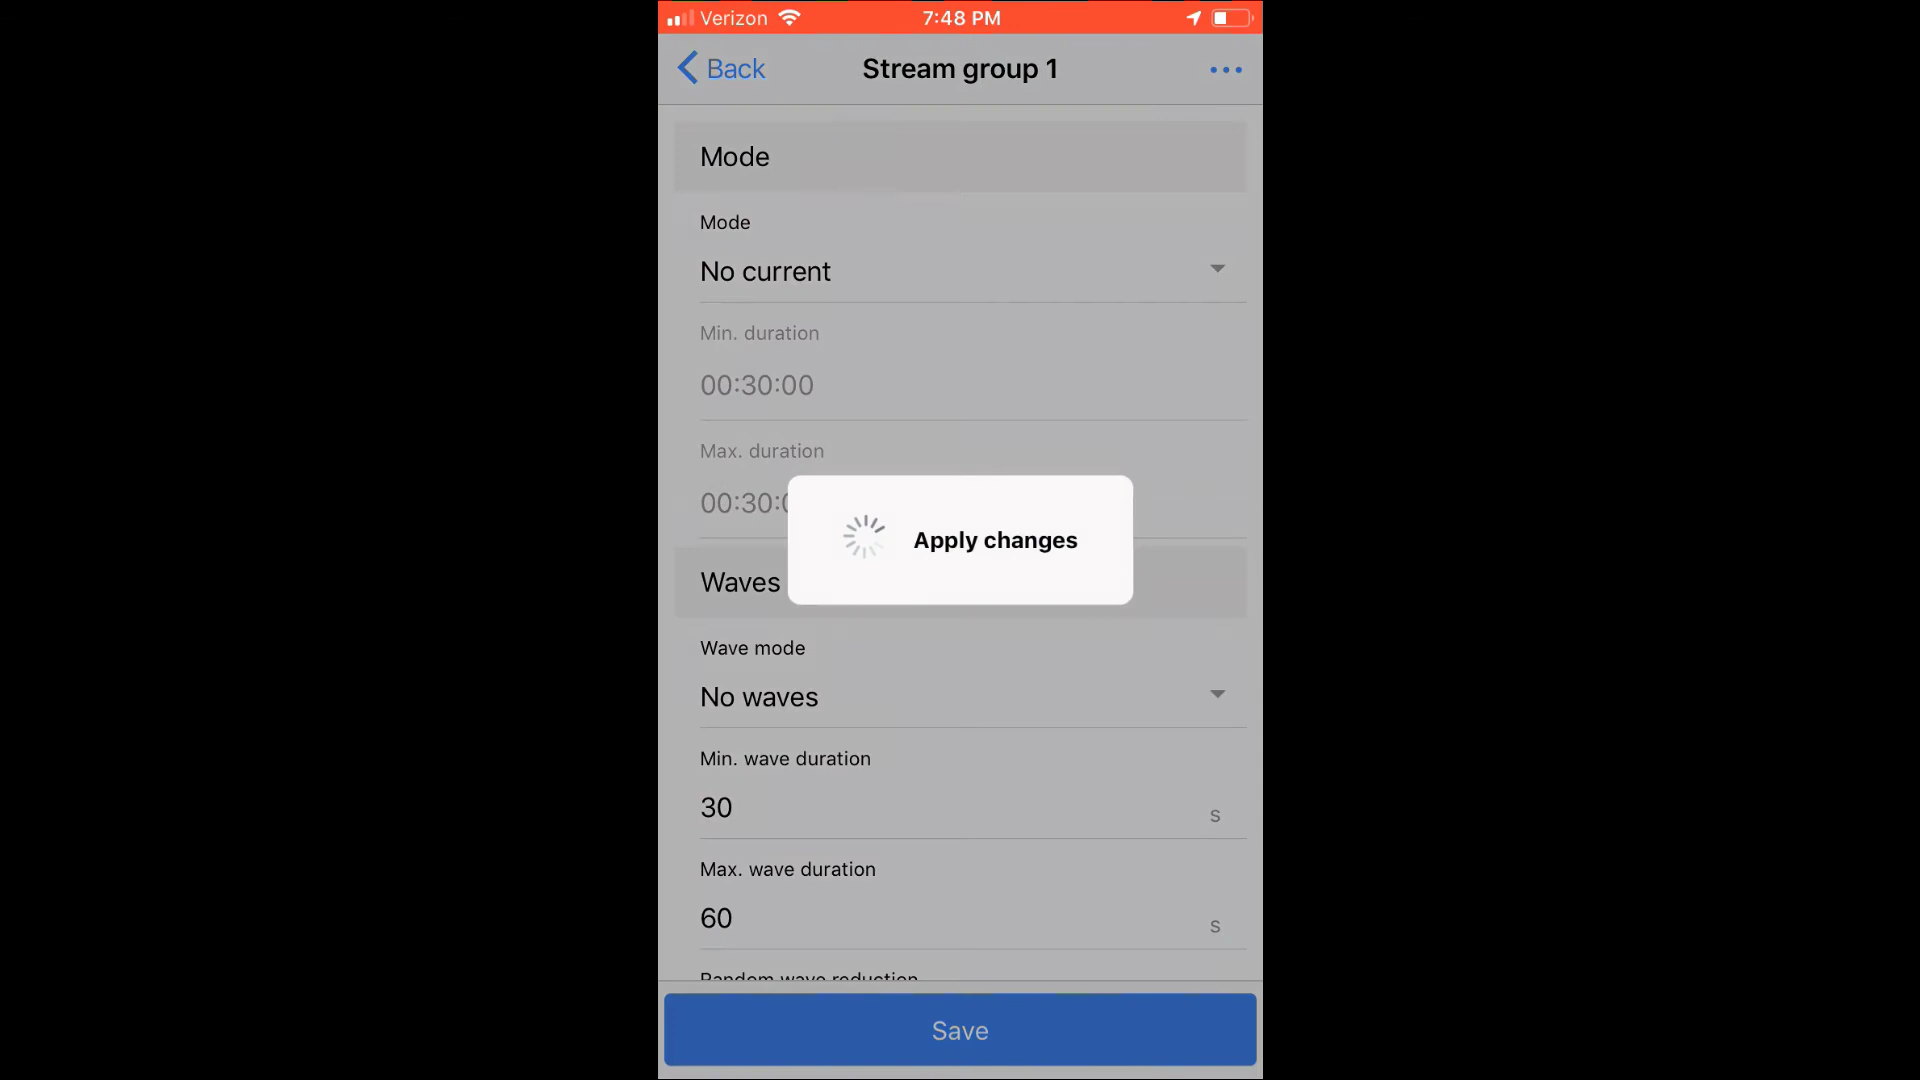 Verizon 7:48 PM
Back Stream group 1
Mode
Mode
No current
Min. duration
00:30:00
Max. duration
00:30:0
Apply changes
Waves
Wave mode
No waves
Min. wave duration
30 s
Max. wave duration
60 s
Random wave reduction
Save